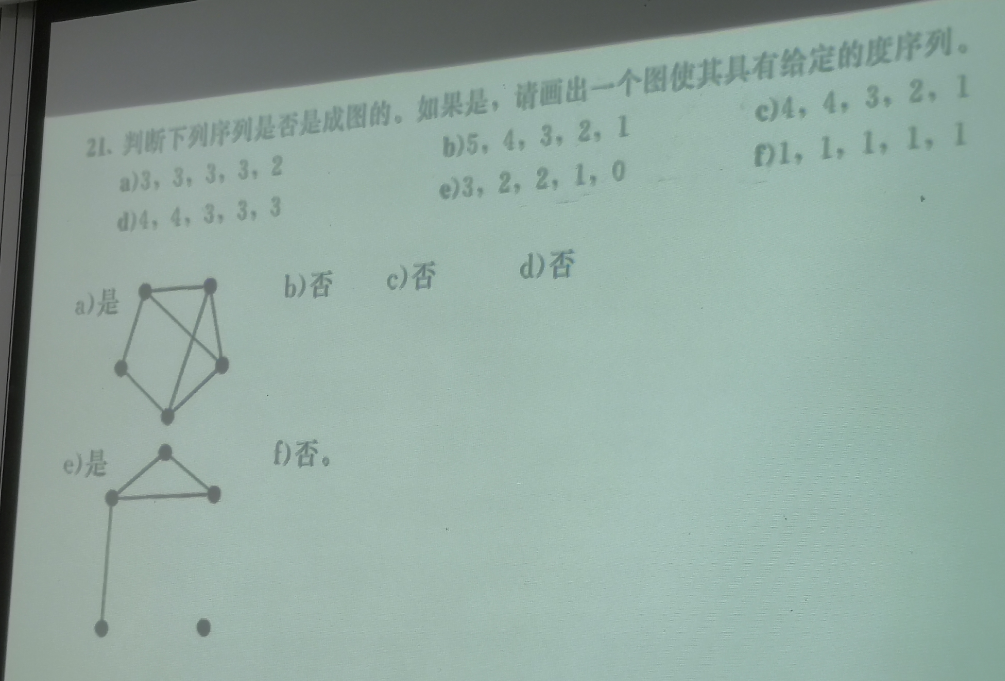 21、判断下列序列是否是成图的。如果是，请画出一个图使其具有给定的度序列。
a)3，3，3，3，2 b)5，4，3，2，1 c)4，4，3，2，1
d)4，4，3，3，3 e)3，2，2，1，0 f)1，1，1，1，1
a)是 b)否 c)否 d)否
e)是 f)否。